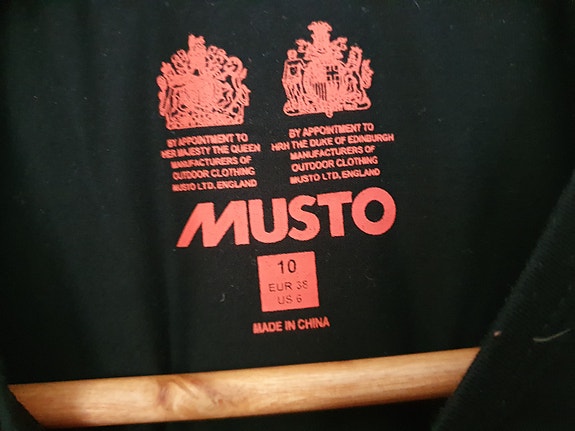 BY APPOINTMENT TO
HER MAJESTY THE QUEEN
MANUFACTURERS OF
OUTDOOR CLOTHING
MUSTO LTD, ENGLAND
BY APPOINTMENT TO
HRH THE DUKE OF EDINBURGH
MANUFACTURERS OF
OUTDOOR CLOTHING
MUSTO LTD, ENGLAND
MUSTO
10
EUR 38
US 6
MADE IN CHINA